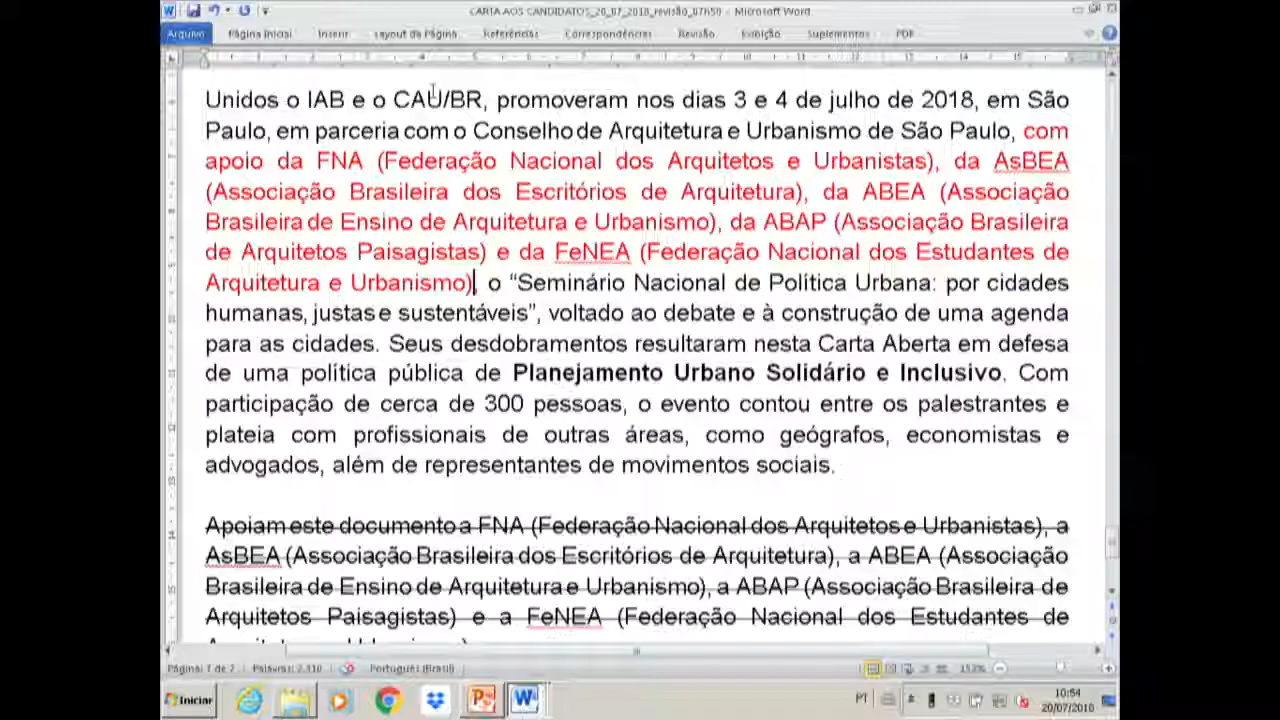 CARTA AOS CANDIDATOS_20_07_2018_revisão_07h50 - Microsoft Word
Arquivo Página Inicial Inserir Layout da Página Referências Correspondências Revisão Exibição Suplementos PDF
Unidos o IAB e o CAU/BR, promoveram nos dias 3 e 4 de julho de 2018, em São
Paulo, em parceria com o Conselho de Arquitetura e Urbanismo de São Paulo, com
apoio da FNA (Federação Nacional dos Arquitetos e Urbanistas), da AsBEA
(Associação Brasileira dos Escritórios de Arquitetura), da ABEA (Associação
Brasileira de Ensino de Arquitetura e Urbanismo), da ABAP (Associação Brasileira
de Arquitetos Paisagistas) e da FeNEA (Federação Nacional dos Estudantes de
Arquitetura e Urbanismo), o “Seminário Nacional de Política Urbana: por cidades
humanas, justas e sustentáveis”, voltado ao debate e à construção de uma agenda
para as cidades. Seus desdobramentos resultaram nesta Carta Aberta em defesa
de uma política pública de Planejamento Urbano Solidário e Inclusivo. Com
participação de cerca de 300 pessoas, o evento contou entre os palestrantes e
plateia com profissionais de outras áreas, como geógrafos, economistas e
advogados, além de representantes de movimentos sociais.
Apoiam este documento a FNA (Federação Nacional dos Arquitetos e Urbanistas), a
AsBEA (Associação Brasileira dos Escritórios de Arquitetura), a ABEA (Associação
Brasileira de Ensino de Arquitetura e Urbanismo), a ABAP (Associação Brasileira de
Arquitetos Paisagistas) e a FeNEA (Federação Nacional dos Estudantes de
Português (Brasil)
Iniciar PT 10:54
20/07/2018